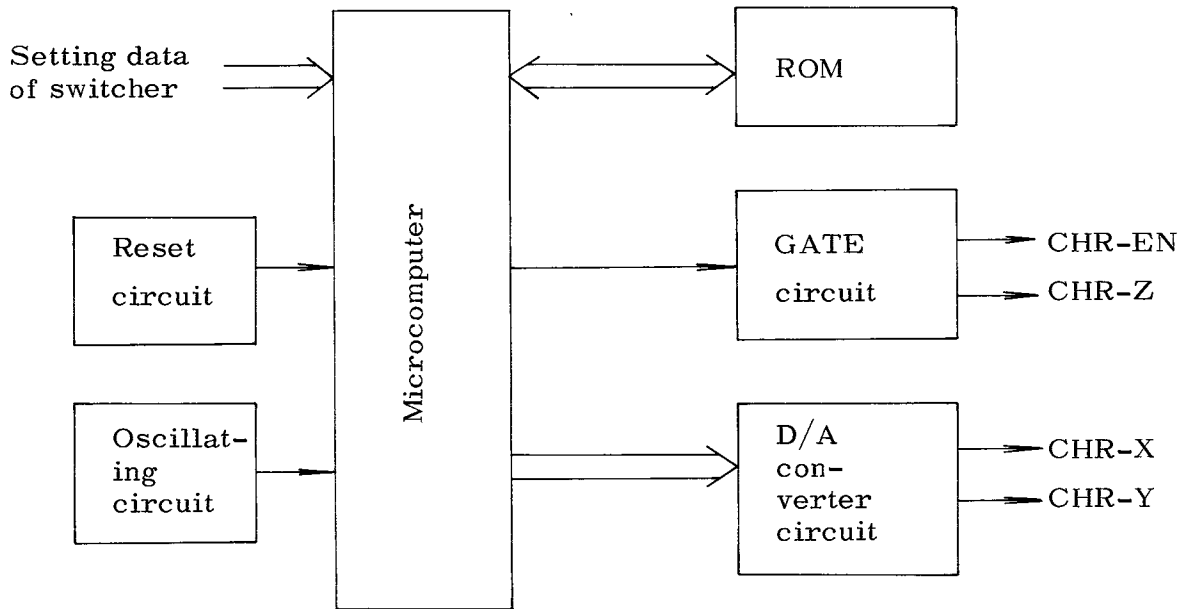 Setting data
of switcher
ROM
Microcomputer
Reset
circuit
GATE
circuit
CHR-EN
CHR-Z
Oscillat-
ing
circuit
D/A
con-
verter
circuit
CHR-X
CHR-Y